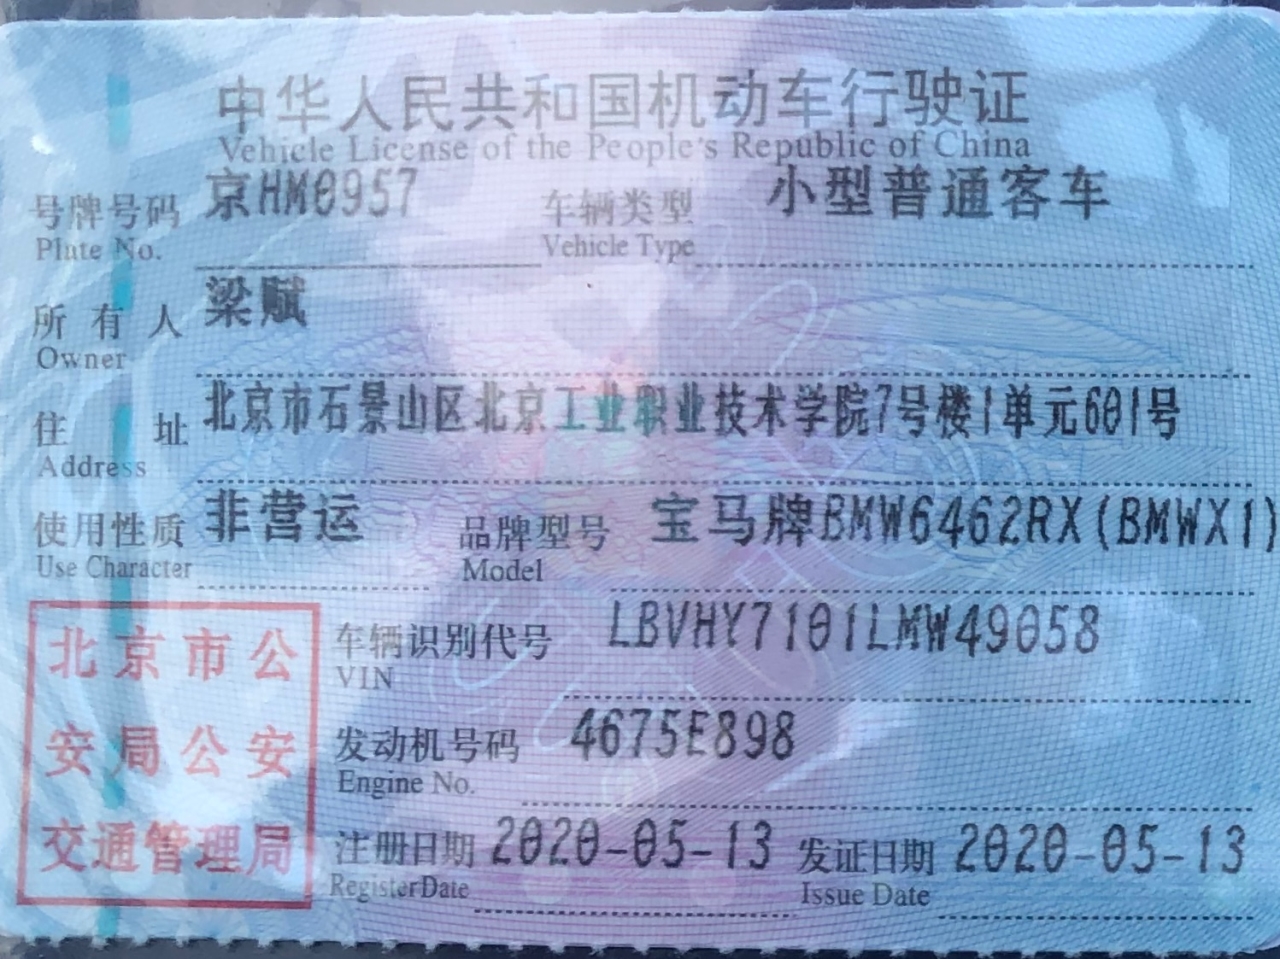 中华人民共和国机动车行驶证
Vehicle License of the People's Republic of China
号牌号码 京HM0957 车辆类型 小型普通客车
Plate No. Vehicle Type
所有人 梁赋
Owner
住址 北京市石景山区北京工业职业技术学院7号楼1单元601号
Address
使用性质 非营运 品牌型号 宝马牌BMW6462RX(BMWX1)
Use Character Model
北京市公
安局公安
交通管理局
车辆识别代号 LBVHY7101LMW49058
VIN
发动机号码 4675E898
Engine No.
注册日期 2020-05-13 发证日期 2020-05-13
Register Date Issue Date